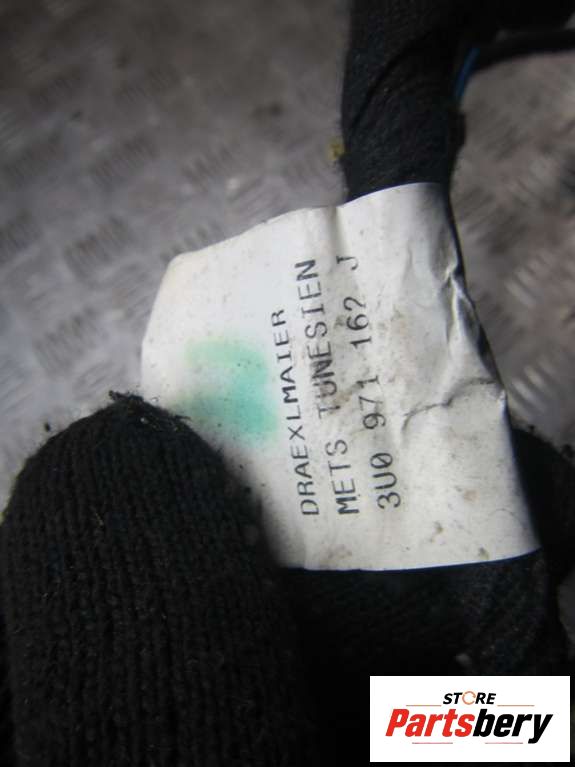 DRAEXLMAIER
METS TUNESIEN
3U0 971 162 J
STORE
Partsbery